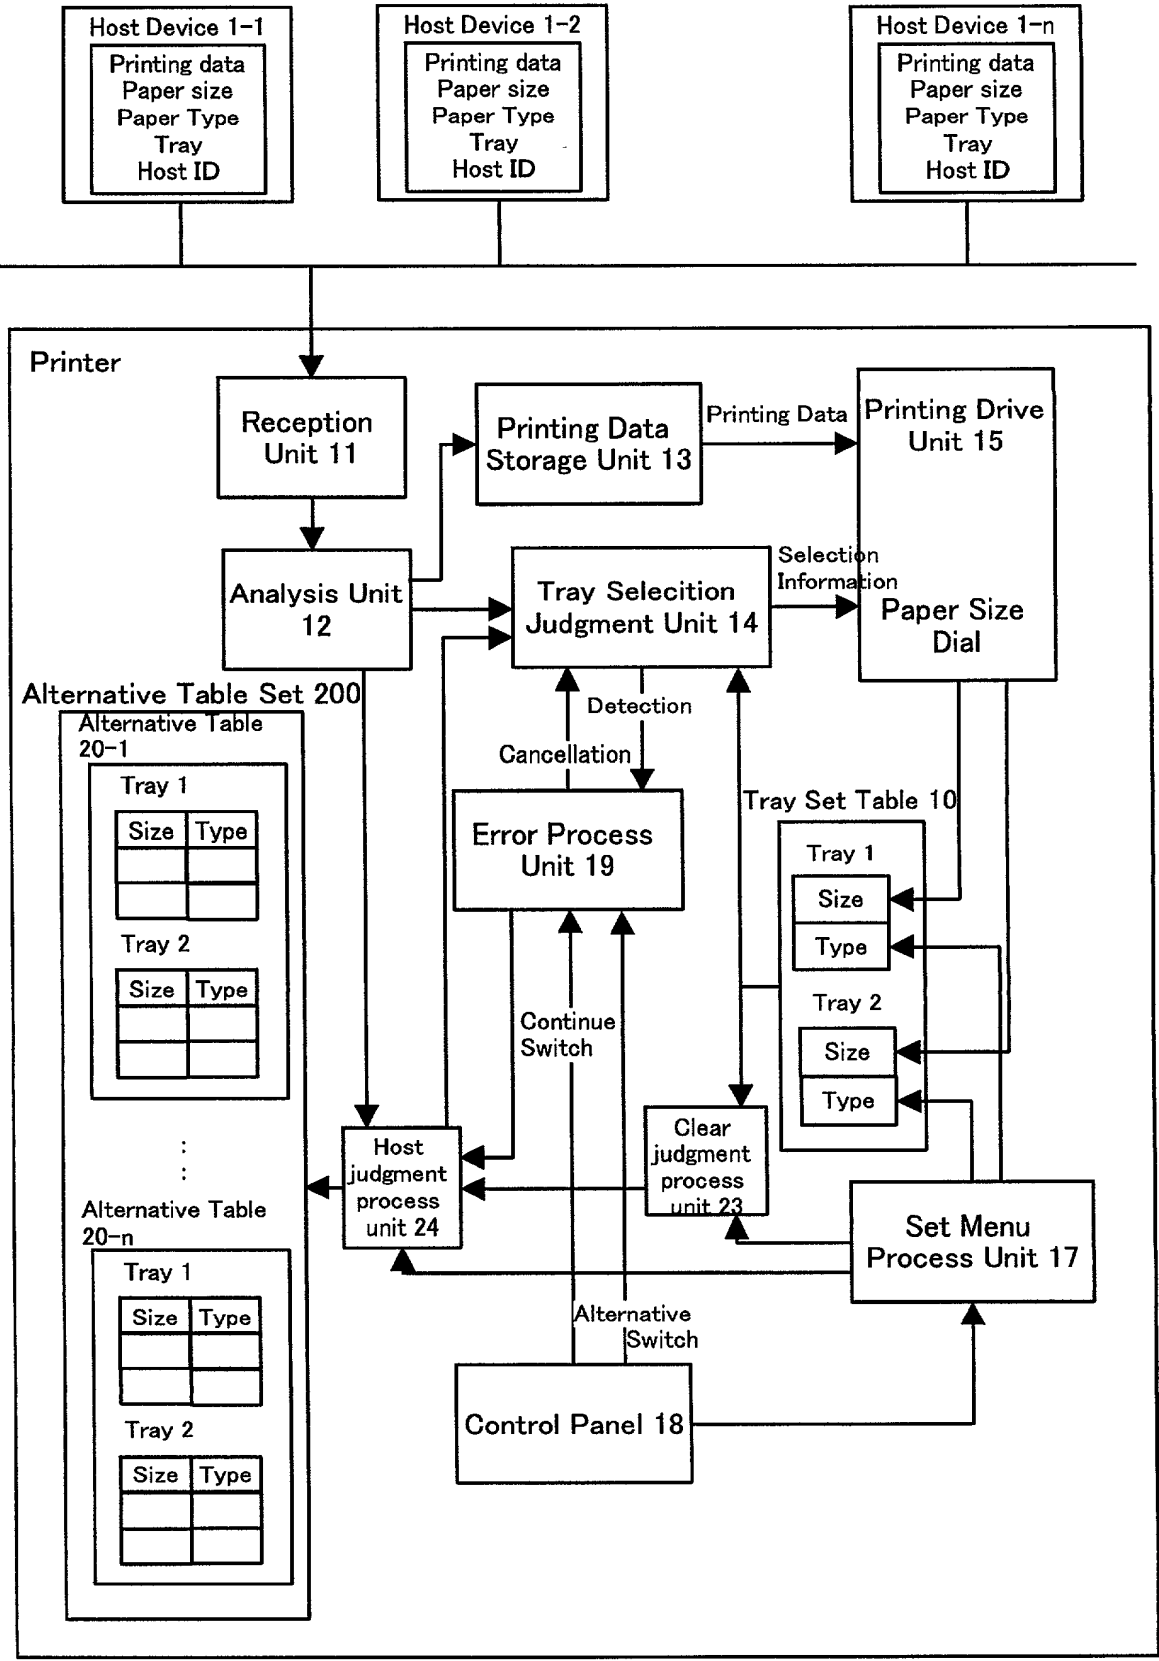 Host Device 1-1
Printing data
Paper size
Paper Type
Tray
Host ID
Host Device 1-2
Printing data
Paper size
Paper Type
Tray
Host ID
Host Device 1-n
Printing data
Paper size
Paper Type
Tray
Host ID
Printer
Reception
Unit 11
Printing Data
Storage Unit 13
Printing Data
Printing Drive
Unit 15
Analysis Unit
12
Tray Selecition
Judgment Unit 14
Selection
Information
Paper Size
Dial
Alternative Table Set 200
Alternative Table
20-1
Tray 1
Size
Type
Tray 2
Size
Type
Detection
Cancellation
Error Process
Unit 19
Tray Set Table 10
Tray 1
Size
Type
Tray 2
Size
Type
Continue
Switch
Host
judgment
process
unit 24
Clear
judgment
process
unit 23
Set Menu
Process Unit 17
:
:
Alternative Table
20-n
Tray 1
Size
Type
Tray 2
Size
Type
Alternative
Switch
Control Panel 18